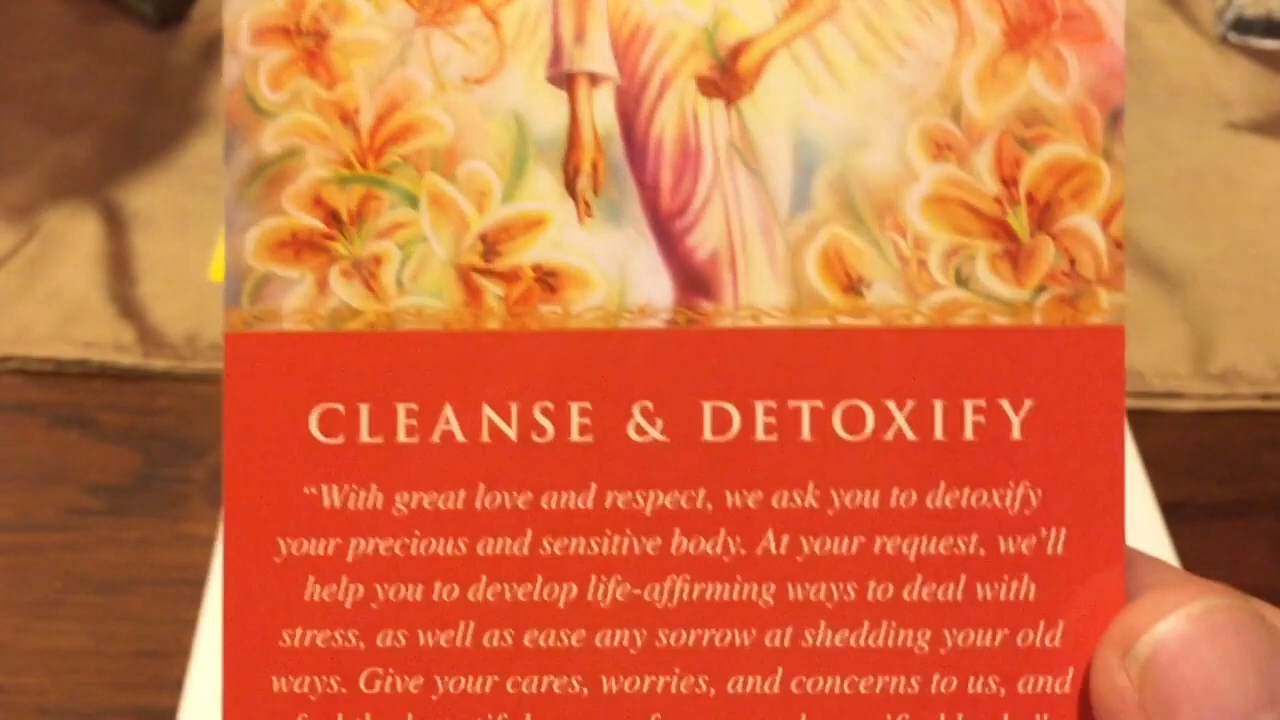 CLEANSE & DETOXIFY
“With great love and respect, we ask you to detoxify
your precious and sensitive body. At your request, we’ll
help you to develop life-affirming ways to deal with
stress, as well as ease any sorrow at shedding your old
ways. Give your cares, worries, and concerns to us, and